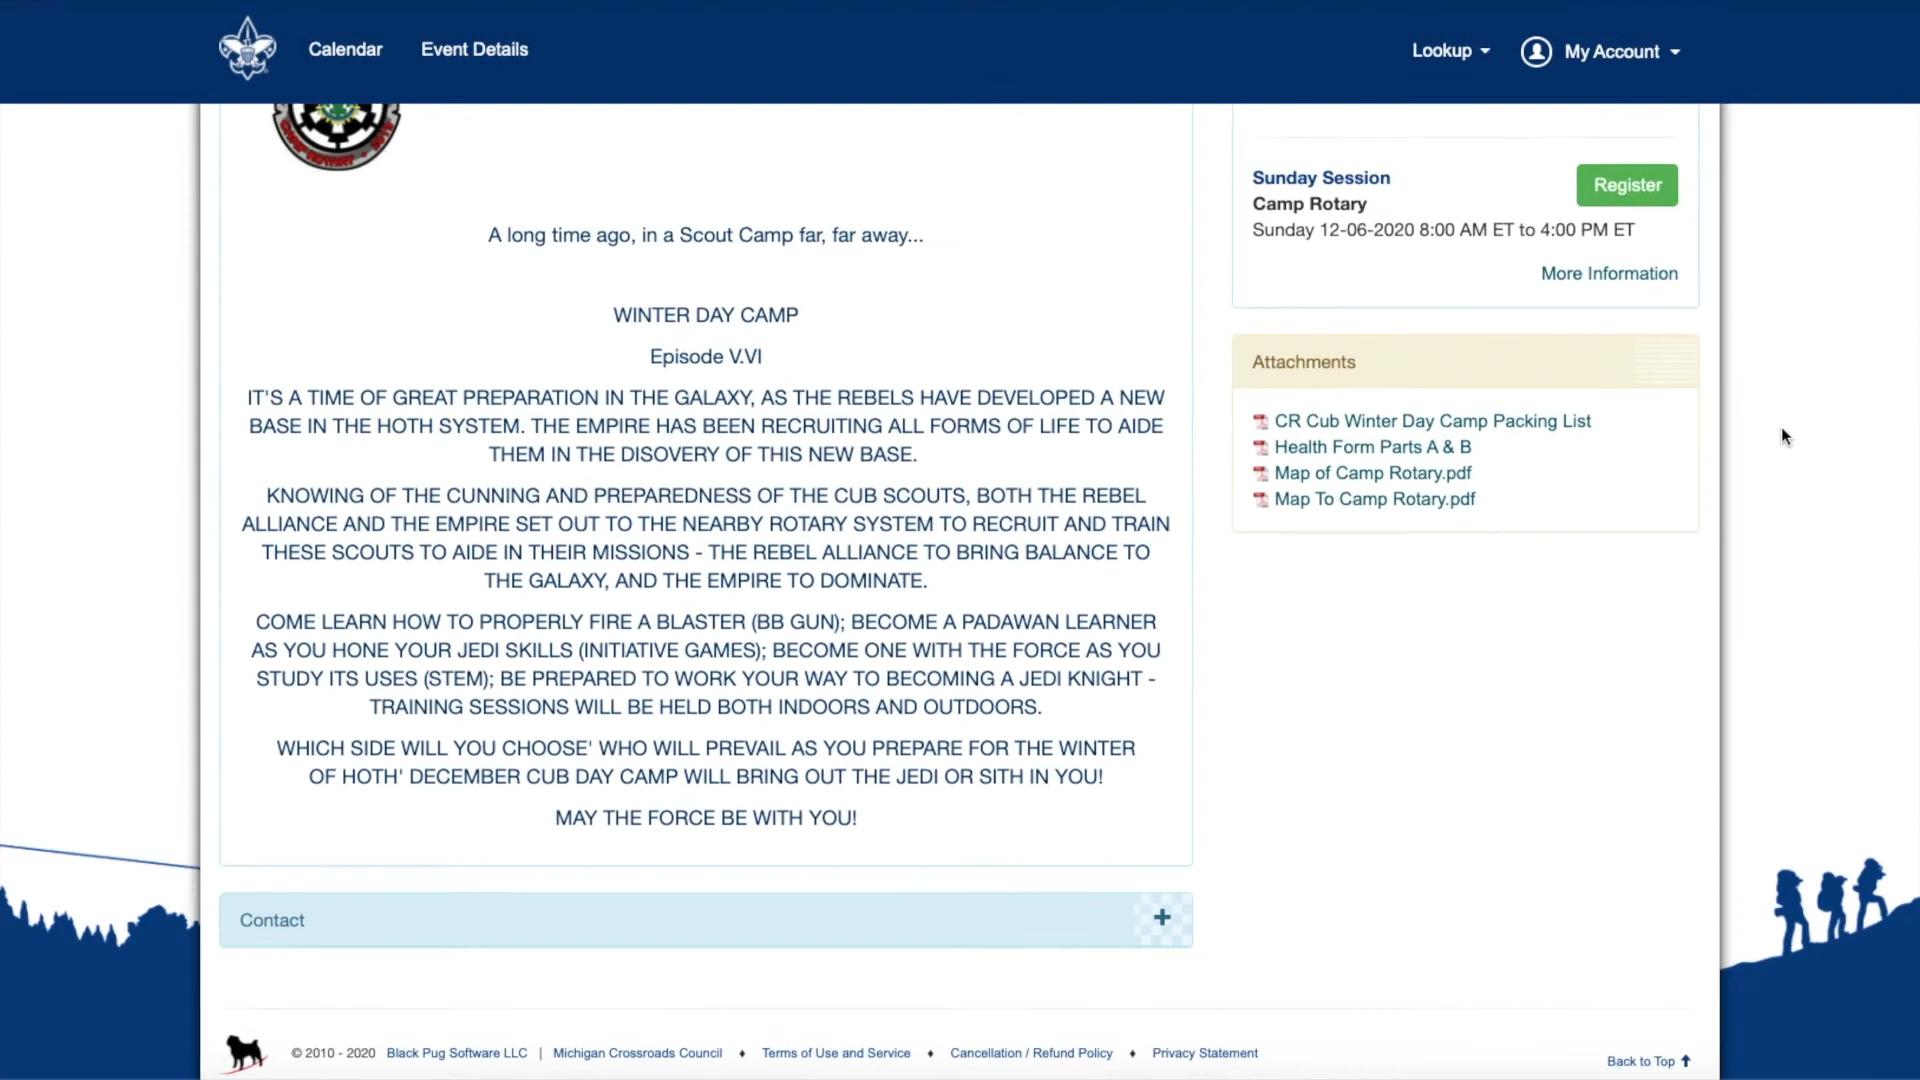 Calendar
Event Details
Lookup
My Account
CAMP ROTARY
A long time ago, in a Scout Camp far, far away...
WINTER DAY CAMP
Episode V.VI
IT'S A TIME OF GREAT PREPARATION IN THE GALAXY, AS THE REBELS HAVE DEVELOPED A NEW
BASE IN THE HOTH SYSTEM. THE EMPIRE HAS BEEN RECRUITING ALL FORMS OF LIFE TO AIDE
THEM IN THE DISOVERY OF THIS NEW BASE.
KNOWING OF THE CUNNING AND PREPAREDNESS OF THE CUB SCOUTS, BOTH THE REBEL
ALLIANCE AND THE EMPIRE SET OUT TO THE NEARBY ROTARY SYSTEM TO RECRUIT AND TRAIN
THESE SCOUTS TO AIDE IN THEIR MISSIONS - THE REBEL ALLIANCE TO BRING BALANCE TO
THE GALAXY, AND THE EMPIRE TO DOMINATE.
COME LEARN HOW TO PROPERLY FIRE A BLASTER (BB GUN); BECOME A PADAWAN LEARNER
AS YOU HONE YOUR JEDI SKILLS (INITIATIVE GAMES); BECOME ONE WITH THE FORCE AS YOU
STUDY ITS USES (STEM); BE PREPARED TO WORK YOUR WAY TO BECOMING A JEDI KNIGHT -
TRAINING SESSIONS WILL BE HELD BOTH INDOORS AND OUTDOORS.
WHICH SIDE WILL YOU CHOOSE' WHO WILL PREVAIL AS YOU PREPARE FOR THE WINTER
OF HOTH' DECEMBER CUB DAY CAMP WILL BRING OUT THE JEDI OR SITH IN YOU!
MAY THE FORCE BE WITH YOU!
Contact
Sunday Session
Register
Camp Rotary
Sunday 12-06-2020 8:00 AM ET to 4:00 PM ET
More Information
Attachments
CR Cub Winter Day Camp Packing List
Health Form Parts A & B
Map of Camp Rotary.pdf
Map To Camp Rotary.pdf
© 2010 - 2020 Black Pug Software LLC | Michigan Crossroads Council ♦ Terms of Use and Service ♦ Cancellation / Refund Policy ♦ Privacy Statement
Back to Top